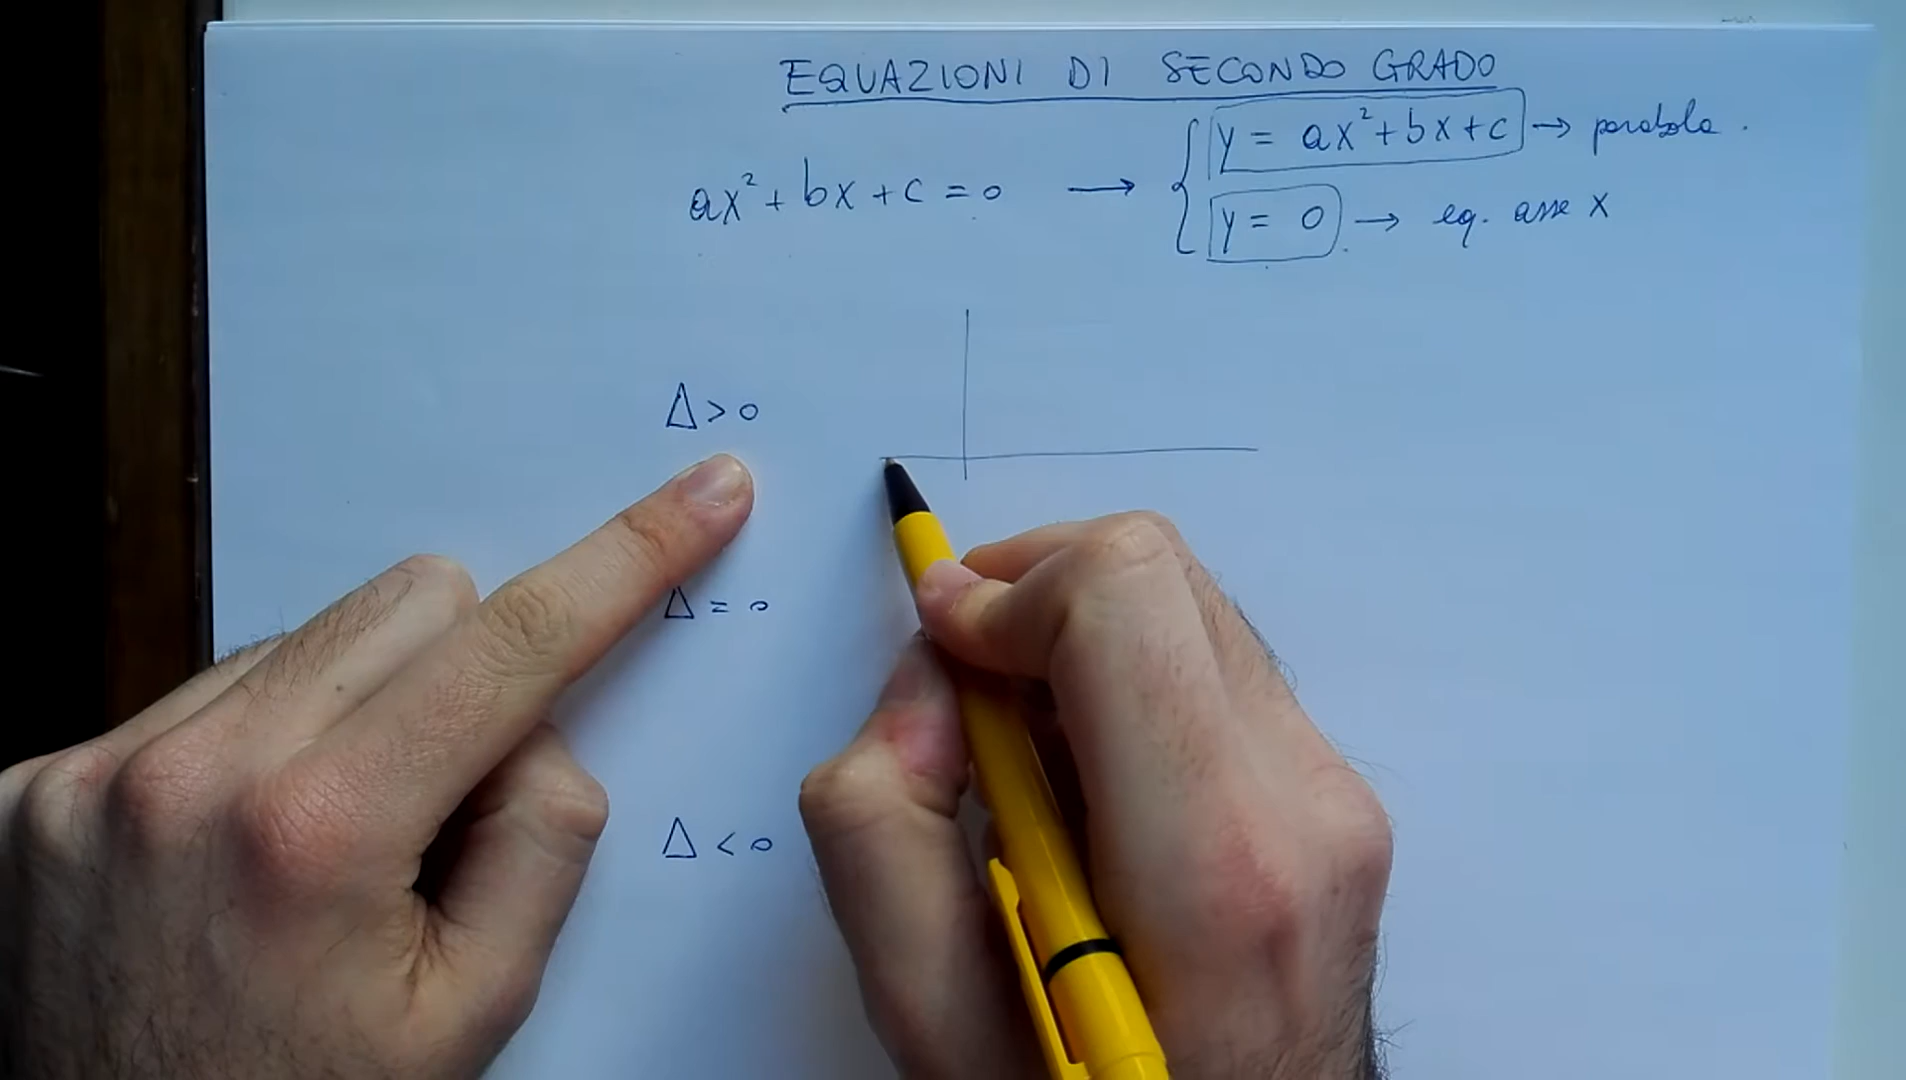 EQUAZIONI DI SECONDO GRADO
ax²+bx+c=0 → { y = ax²+bx+c → parabola.
y = 0 → eq. asse x
Δ>0
Δ = 0
Δ < 0